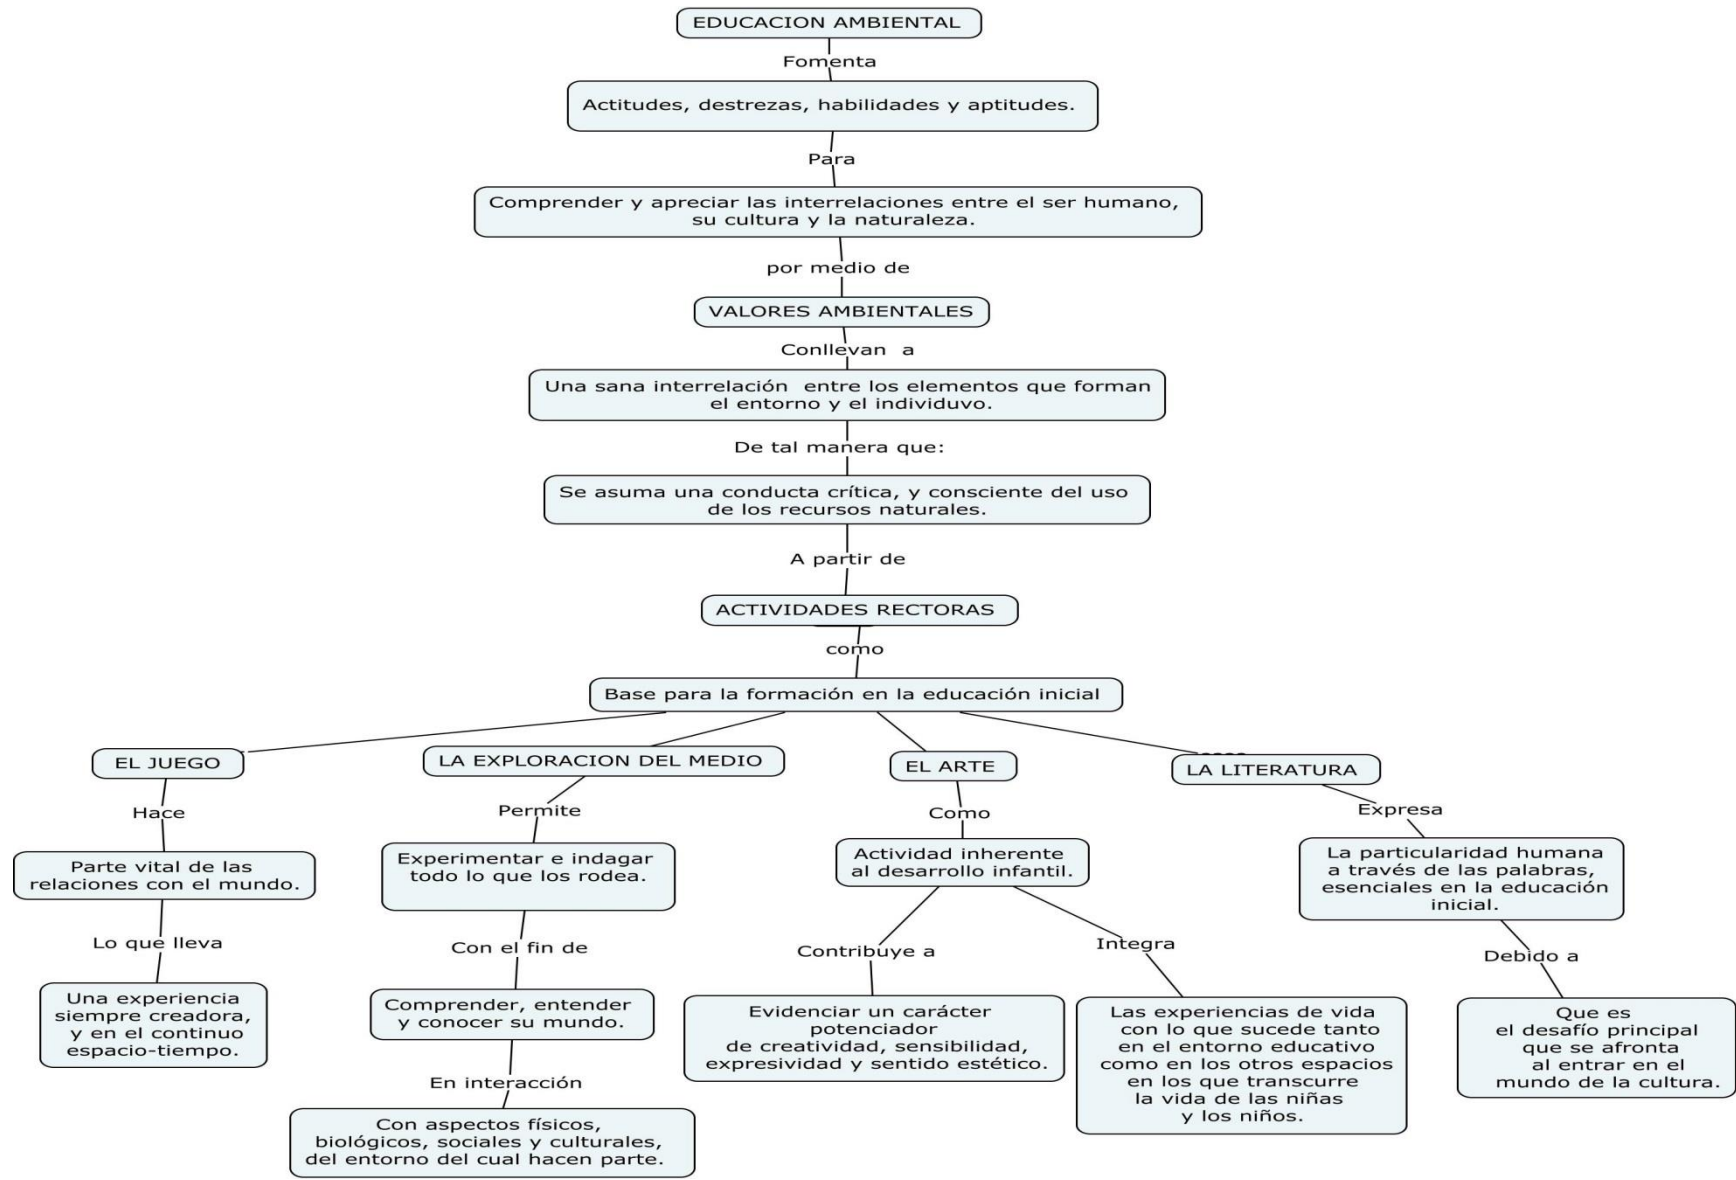 EDUCACION AMBIENTAL
Fomenta
Actitudes, destrezas, habilidades y aptitudes.
Para
Comprender y apreciar las interrelaciones entre el ser humano,
su cultura y la naturaleza.
por medio de
VALORES AMBIENTALES
Conllevan a
Una sana interrelación entre los elementos que forman
el entorno y el individuvo.
De tal manera que:
Se asuma una conducta crítica, y consciente del uso
de los recursos naturales.
A partir de
ACTIVIDADES RECTORAS
como
Base para la formación en la educación inicial
EL JUEGO
Hace
Parte vital de las
relaciones con el mundo.
Lo que lleva
Una experiencia
siempre creadora,
y en el continuo
espacio-tiempo.
LA EXPLORACION DEL MEDIO
Permite
Experimentar e indagar
todo lo que los rodea.
Con el fin de
Comprender, entender
y conocer su mundo.
En interacción
Con aspectos físicos,
biológicos, sociales y culturales,
del entorno del cual hacen parte.
EL ARTE
Como
Actividad inherente
al desarrollo infantil.
Contribuye a
Evidenciar un carácter
potenciador
de creatividad, sensibilidad,
expresividad y sentido estético.
Integra
Las experiencias de vida
con lo que sucede tanto
en el entorno educativo
como en los otros espacios
en los que transcurre
la vida de las niñas
y los niños.
LA LITERATURA
Expresa
La particularidad humana
a través de las palabras,
esenciales en la educación
inicial.
Debido a
Que es
el desafío principal
que se afronta
al entrar en el
mundo de la cultura.